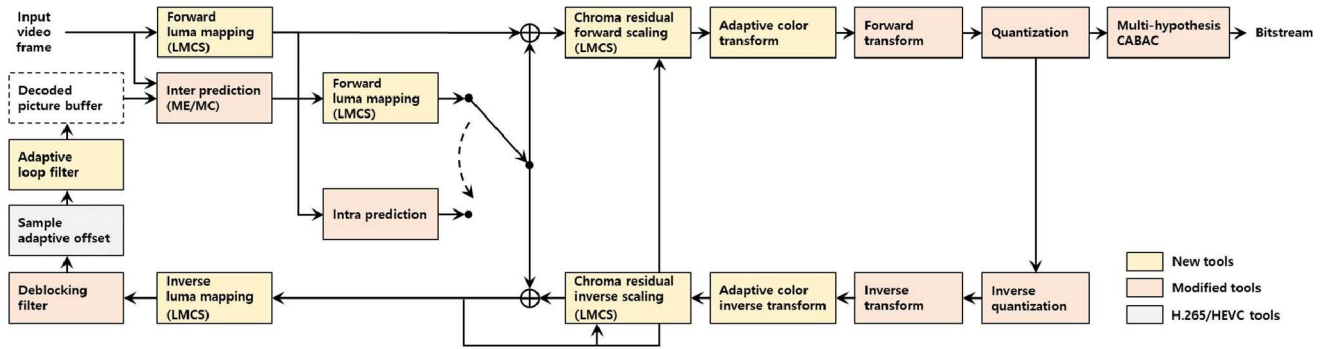 Input
video
frame
Forward
luma mapping
(LMCS)
Chroma residual
forward scaling
(LMCS)
Adaptive color
transform
Forward
transform
Quantization
Multi-hypothesis
CABAC
Bitstream
Decoded
picture buffer
Inter prediction
(ME/MC)
Forward
luma mapping
(LMCS)
Adaptive
loop filter
Intra prediction
Sample
adaptive offset
Deblocking
filter
Inverse
luma mapping
(LMCS)
Chroma residual
inverse scaling
(LMCS)
Adaptive color
inverse transform
Inverse
transform
Inverse
quantization
New tools
Modified tools
H.265/HEVC tools